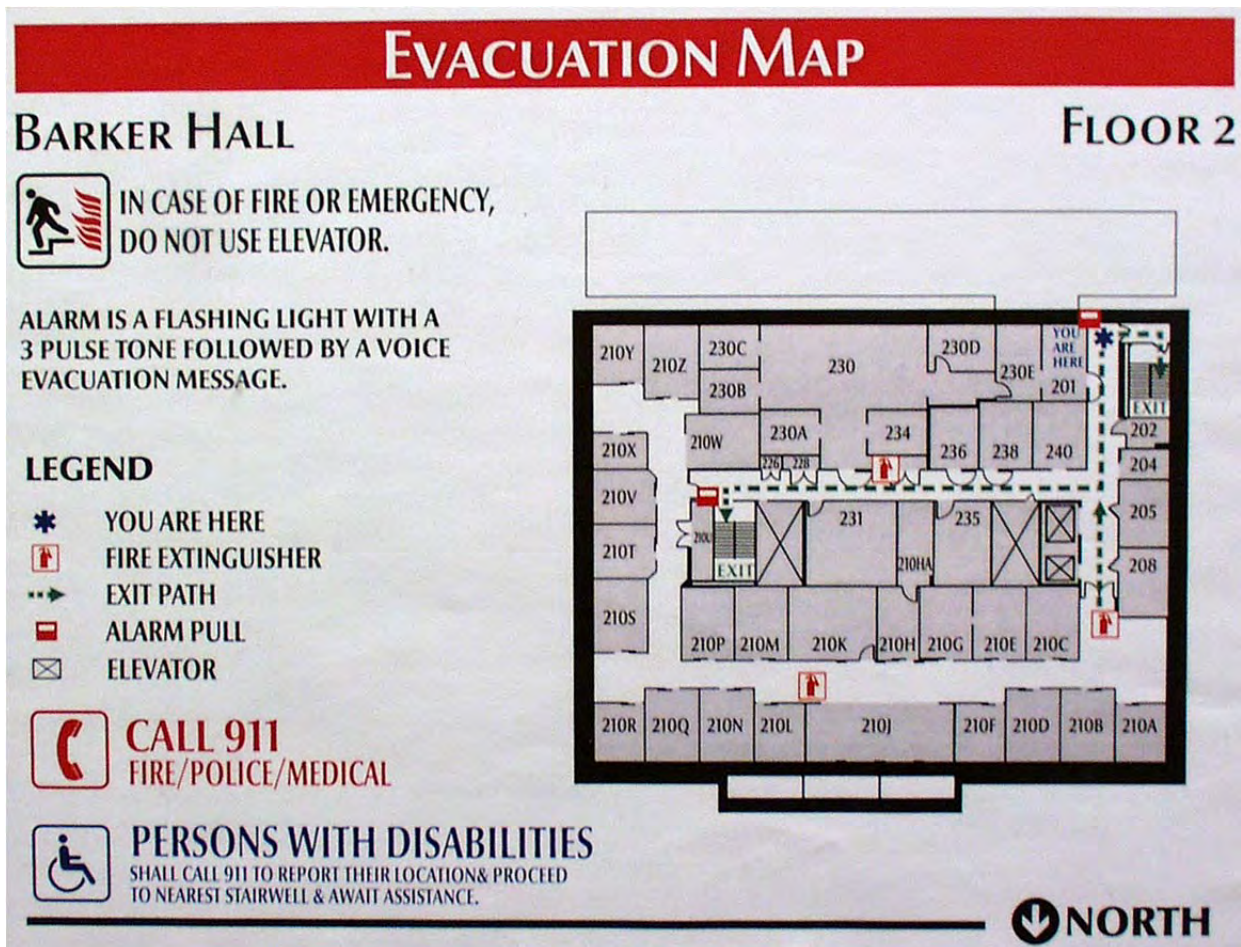 EVACUATION MAP
BARKER HALL
FLOOR 2
IN CASE OF FIRE OR EMERGENCY,
DO NOT USE ELEVATOR.
ALARM IS A FLASHING LIGHT WITH A
3 PULSE TONE FOLLOWED BY A VOICE
EVACUATION MESSAGE.
LEGEND
YOU ARE HERE
FIRE EXTINGUISHER
EXIT PATH
ALARM PULL
ELEVATOR
CALL 911
FIRE/POLICE/MEDICAL
PERSONS WITH DISABILITIES
SHALL CALL 911 TO REPORT THEIR LOCATION& PROCEED
TO NEAREST STAIRWELL & AWAIT ASSISTANCE.
210Y
210Z
230C
230
230D
230E
YOU
ARE
HERE
201
230B
EXIT
210X
210W
230A
234
236
238
240
202
226
228
204
210V
205
231
235
210U
210T
EXIT
210HA
208
210S
210P
210M
210K
210H
210G
210E
210C
210R
210Q
210N
210L
210J
210F
210D
210B
210A
NORTH